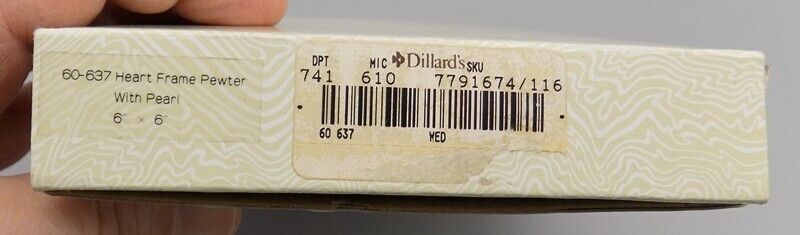 60-637 Heart Frame Pewter
With Pearl
6" x 6"
DPT MIC Dillard's SKU
741 610 7791674/116
60 637 WED